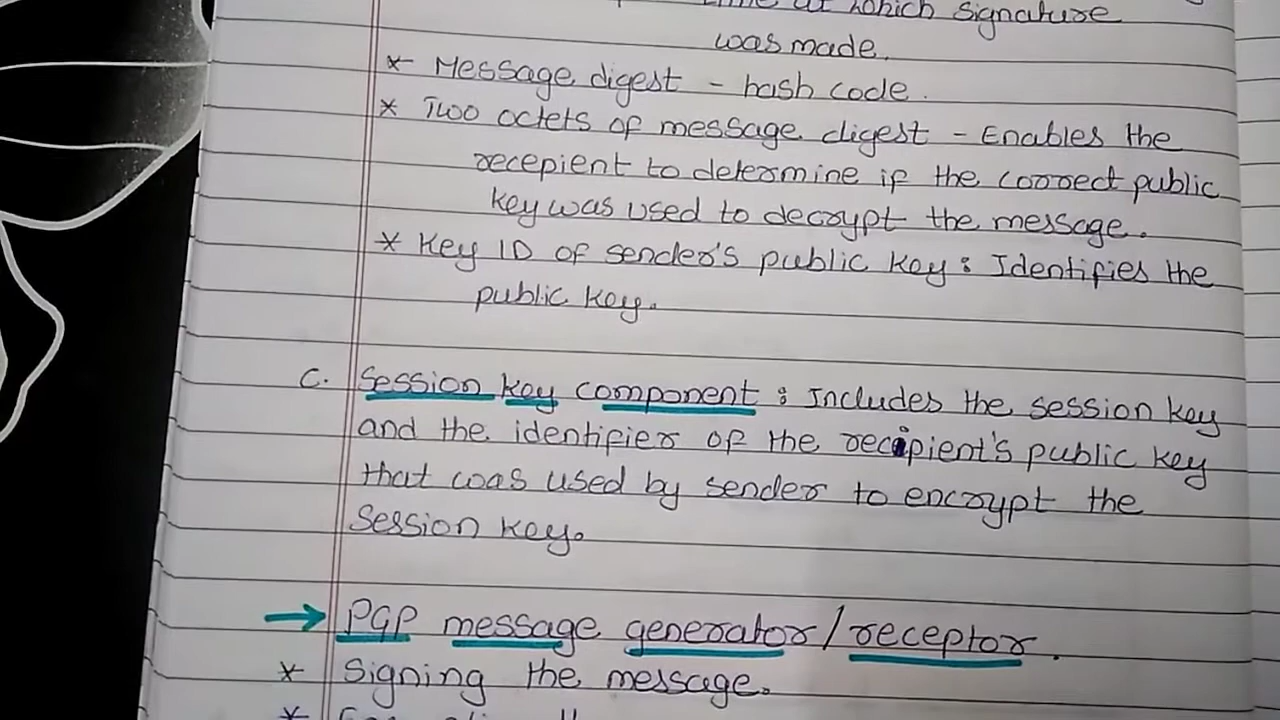 time at which signature
was made.
* Message digest - hash code.
* Two octets of message digest - Enables the
recepient to determine if the correct public
key was used to decrypt the message.
* Key ID of sender's public key : Identifies the
public key.
C. Session key component : Includes the session key
and the identifier of the recipient's public key
that was used by sender to encrypt the
Session key.
→ PGP message generator/receptor.
* Signing the message.
*